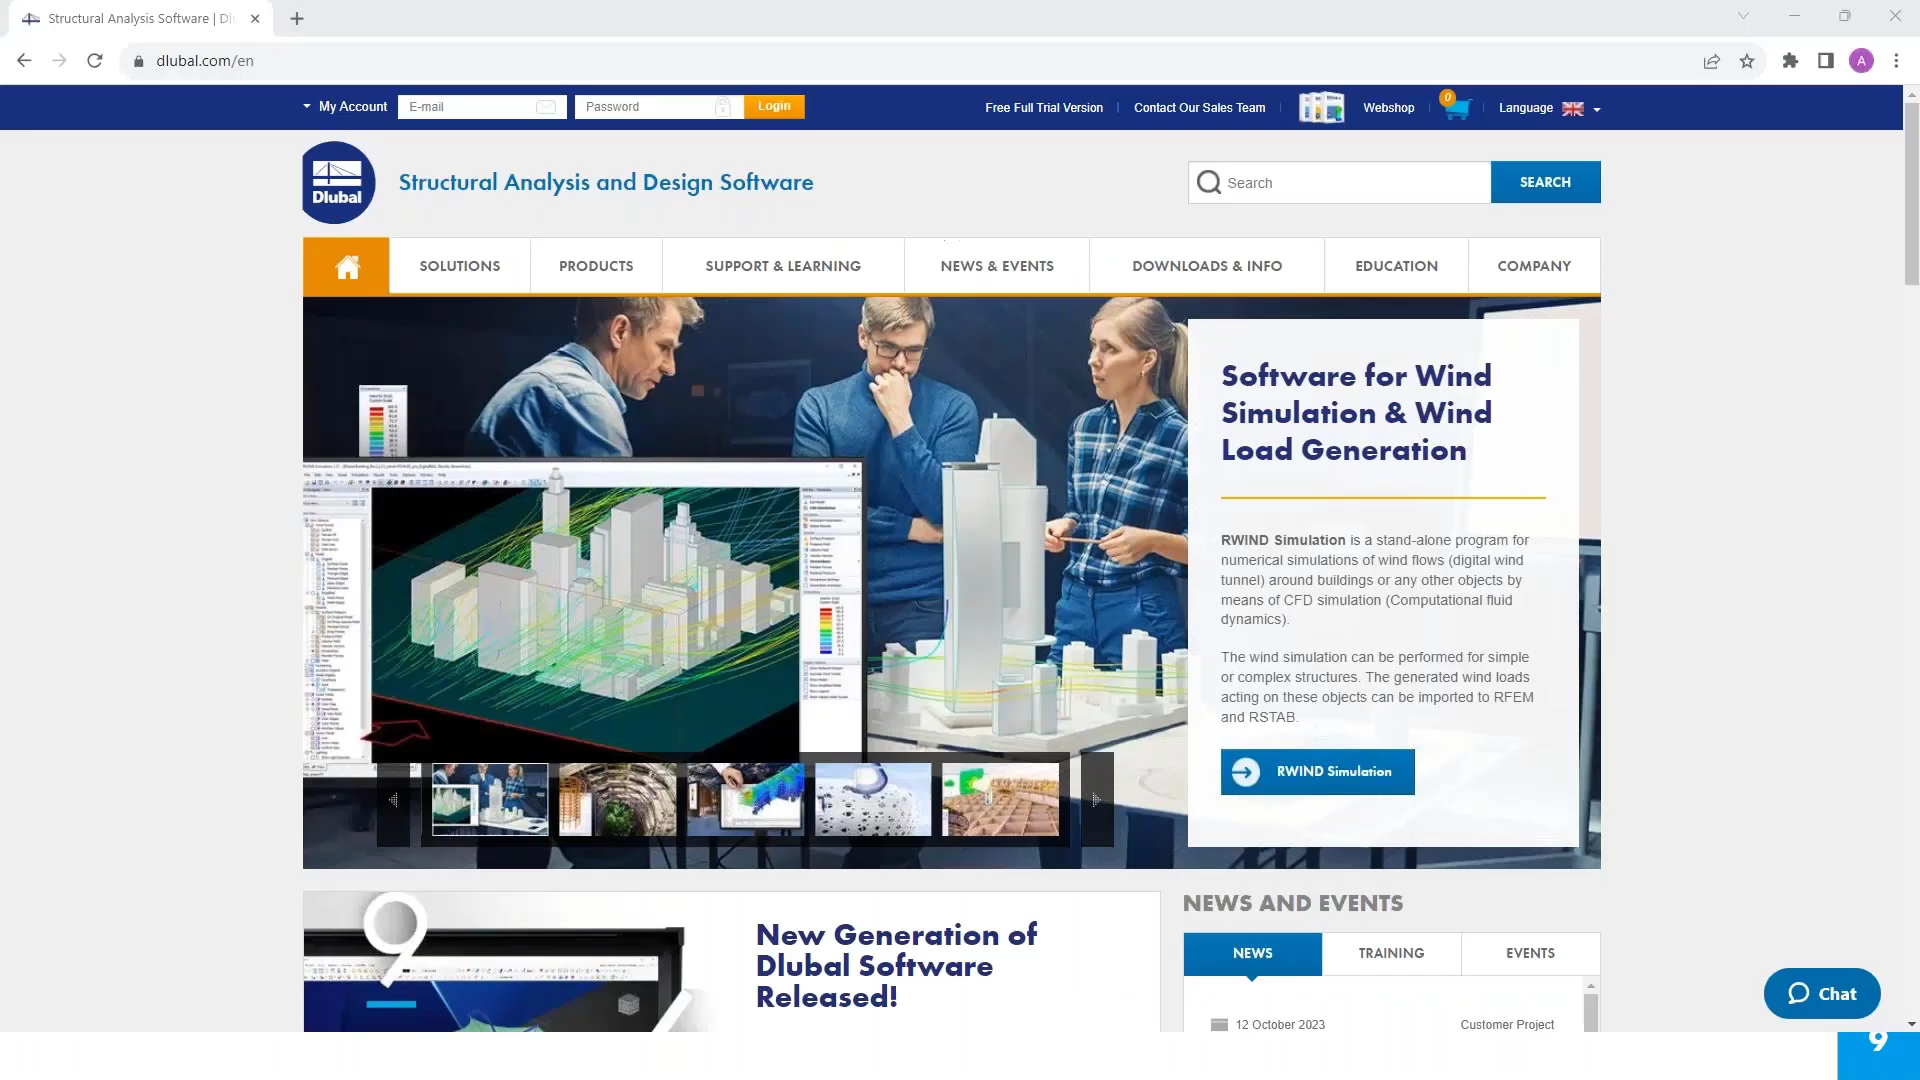 Structural Analysis Software | Dlu
dlubal.com/en
A
My Account
E-mail
Password
Login
Free Full Trial Version
Contact Our Sales Team
Webshop
0
Language
Dlubal
Structural Analysis and Design Software
Search
SEARCH
SOLUTIONS
PRODUCTS
SUPPORT & LEARNING
NEWS & EVENTS
DOWNLOADS & INFO
EDUCATION
COMPANY
Software for Wind
Simulation & Wind
Load Generation
RWIND Simulation is a stand-alone program for
numerical simulations of wind flows (digital wind
tunnel) around buildings or any other objects by
means of CFD simulation (Computational fluid
dynamics).
The wind simulation can be performed for simple
or complex structures. The generated wind loads
acting on these objects can be imported to RFEM
and RSTAB.
RWIND Simulation
9
New Generation of
Dlubal Software
Released!
NEWS AND EVENTS
NEWS
TRAINING
EVENTS
12 October 2023
Customer Project
Chat
9